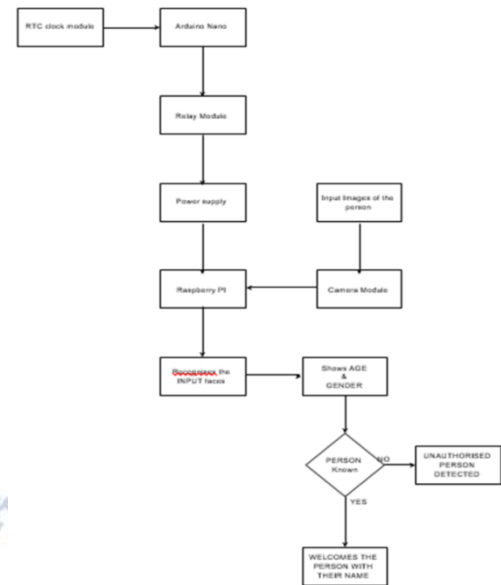 RTC clock module
Arduino Nano
Relay Module
Power supply
Input Images of the
person
Raspberry PI
Camera Module
Recognises the
INPUT faces
Shows AGE
&
GENDER
PERSON
Known
NO
UNAUTHORISED
PERSON
DETECTED
YES
WELCOMES THE
PERSON WITH
THEIR NAME